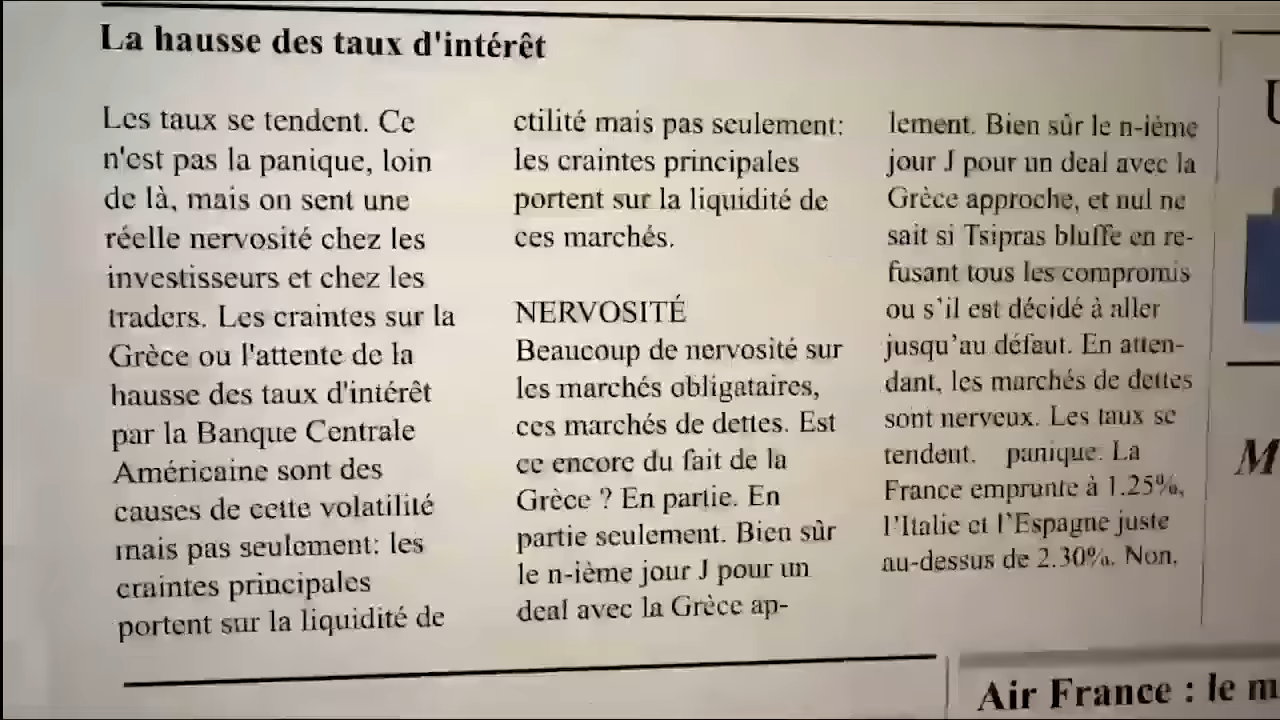 La hausse des taux d'intérêt
Les taux se tendent. Ce
n'est pas la panique, loin
de là, mais on sent une
réelle nervosité chez les
investisseurs et chez les
traders. Les craintes sur la
Grèce ou l'attente de la
hausse des taux d'intérêt
par la Banque Centrale
Américaine sont des
causes de cette volatilité
mais pas seulement: les
craintes principales
portent sur la liquidité de
ctilité mais pas seulement:
les craintes principales
portent sur la liquidité de
ces marchés.
NERVOSITÉ
Beaucoup de nervosité sur
les marchés obligataires,
ces marchés de dettes. Est
ce encore du fait de la
Grèce ? En partie. En
partie seulement. Bien sûr
le n-ième jour J pour un
deal avec la Grèce ap-
lement. Bien sûr le n-ième
jour J pour un deal avec la
Grèce approche, et nul ne
sait si Tsipras bluffe en re-
fusant tous les compromis
ou s'il est décidé à aller
jusqu'au défaut. En atten-
dant, les marchés de dettes
sont nerveux. Les taux se
tendent. panique. La
France emprunte à 1.25%,
l'Italie et l'Espagne juste
au-dessus de 2.30%. Non,
U
M
Air France : le m